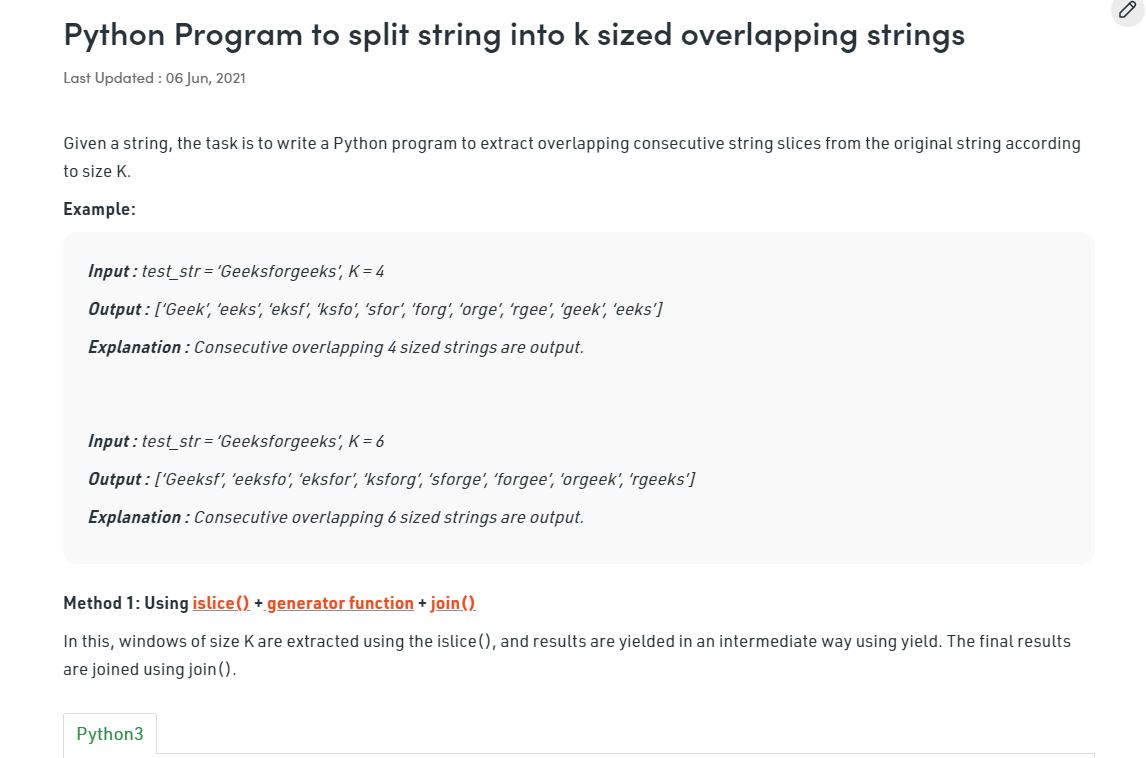 Python Program to split string into k sized overlapping strings
Last Updated : 06 Jun, 2021
Given a string, the task is to write a Python program to extract overlapping consecutive string slices from the original string according
to size K.
Example:
Input : test_str = ‘Geeksforgeeks’, K = 4
Output : [‘Geek’, ‘eeks’, ‘eksf’, ‘ksfo’, ‘sfor’, ‘forg’, ‘orge’, ‘rgee’, ‘geek’, ‘eeks’]
Explanation : Consecutive overlapping 4 sized strings are output.
Input : test_str = ‘Geeksforgeeks’, K = 6
Output : [‘Geeksf’, ‘eeksfo’, ‘eksfor’, ‘ksforg’, ‘sforge’, ‘forgee’, ‘orgeek’, ‘rgeeks’]
Explanation : Consecutive overlapping 6 sized strings are output.
Method 1: Using islice() + generator function + join()
In this, windows of size K are extracted using the islice(), and results are yielded in an intermediate way using yield. The final results
are joined using join().
Python3